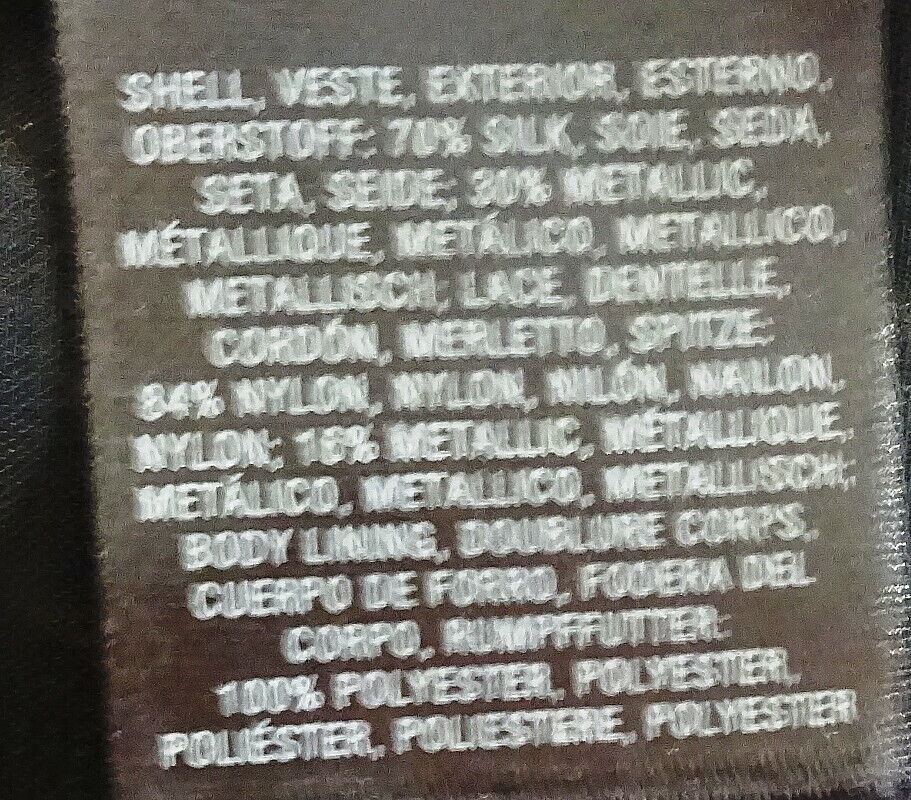 SHELL, VESTE, EXTERIOR, ESTERNO,
OBERSTOFF: 70% SILK, SOIE, SEDA,
SETA, SEIDE; 30% METALLIC,
MÉTALLIQUE, METÁLICO, METALLICO,
METALLISCH; LACE, DENTELLE,
CORDÓN, MERLETTO, SPITZE:
84% NYLON, NYLON, NILÓN, NAILON,
NYLON; 16% METALLIC, MÉTALLIQUE,
METÁLICO, METALLICO, METALLISCH;
BODY LINING, DOUBLURE CORPS,
CUERPO DE FORRO, FODERA DEL
CORPO, RUMPFFUTTER:
100% POLYESTER, POLYESTER,
POLIÉSTER, POLIESTERE, POLYESTER